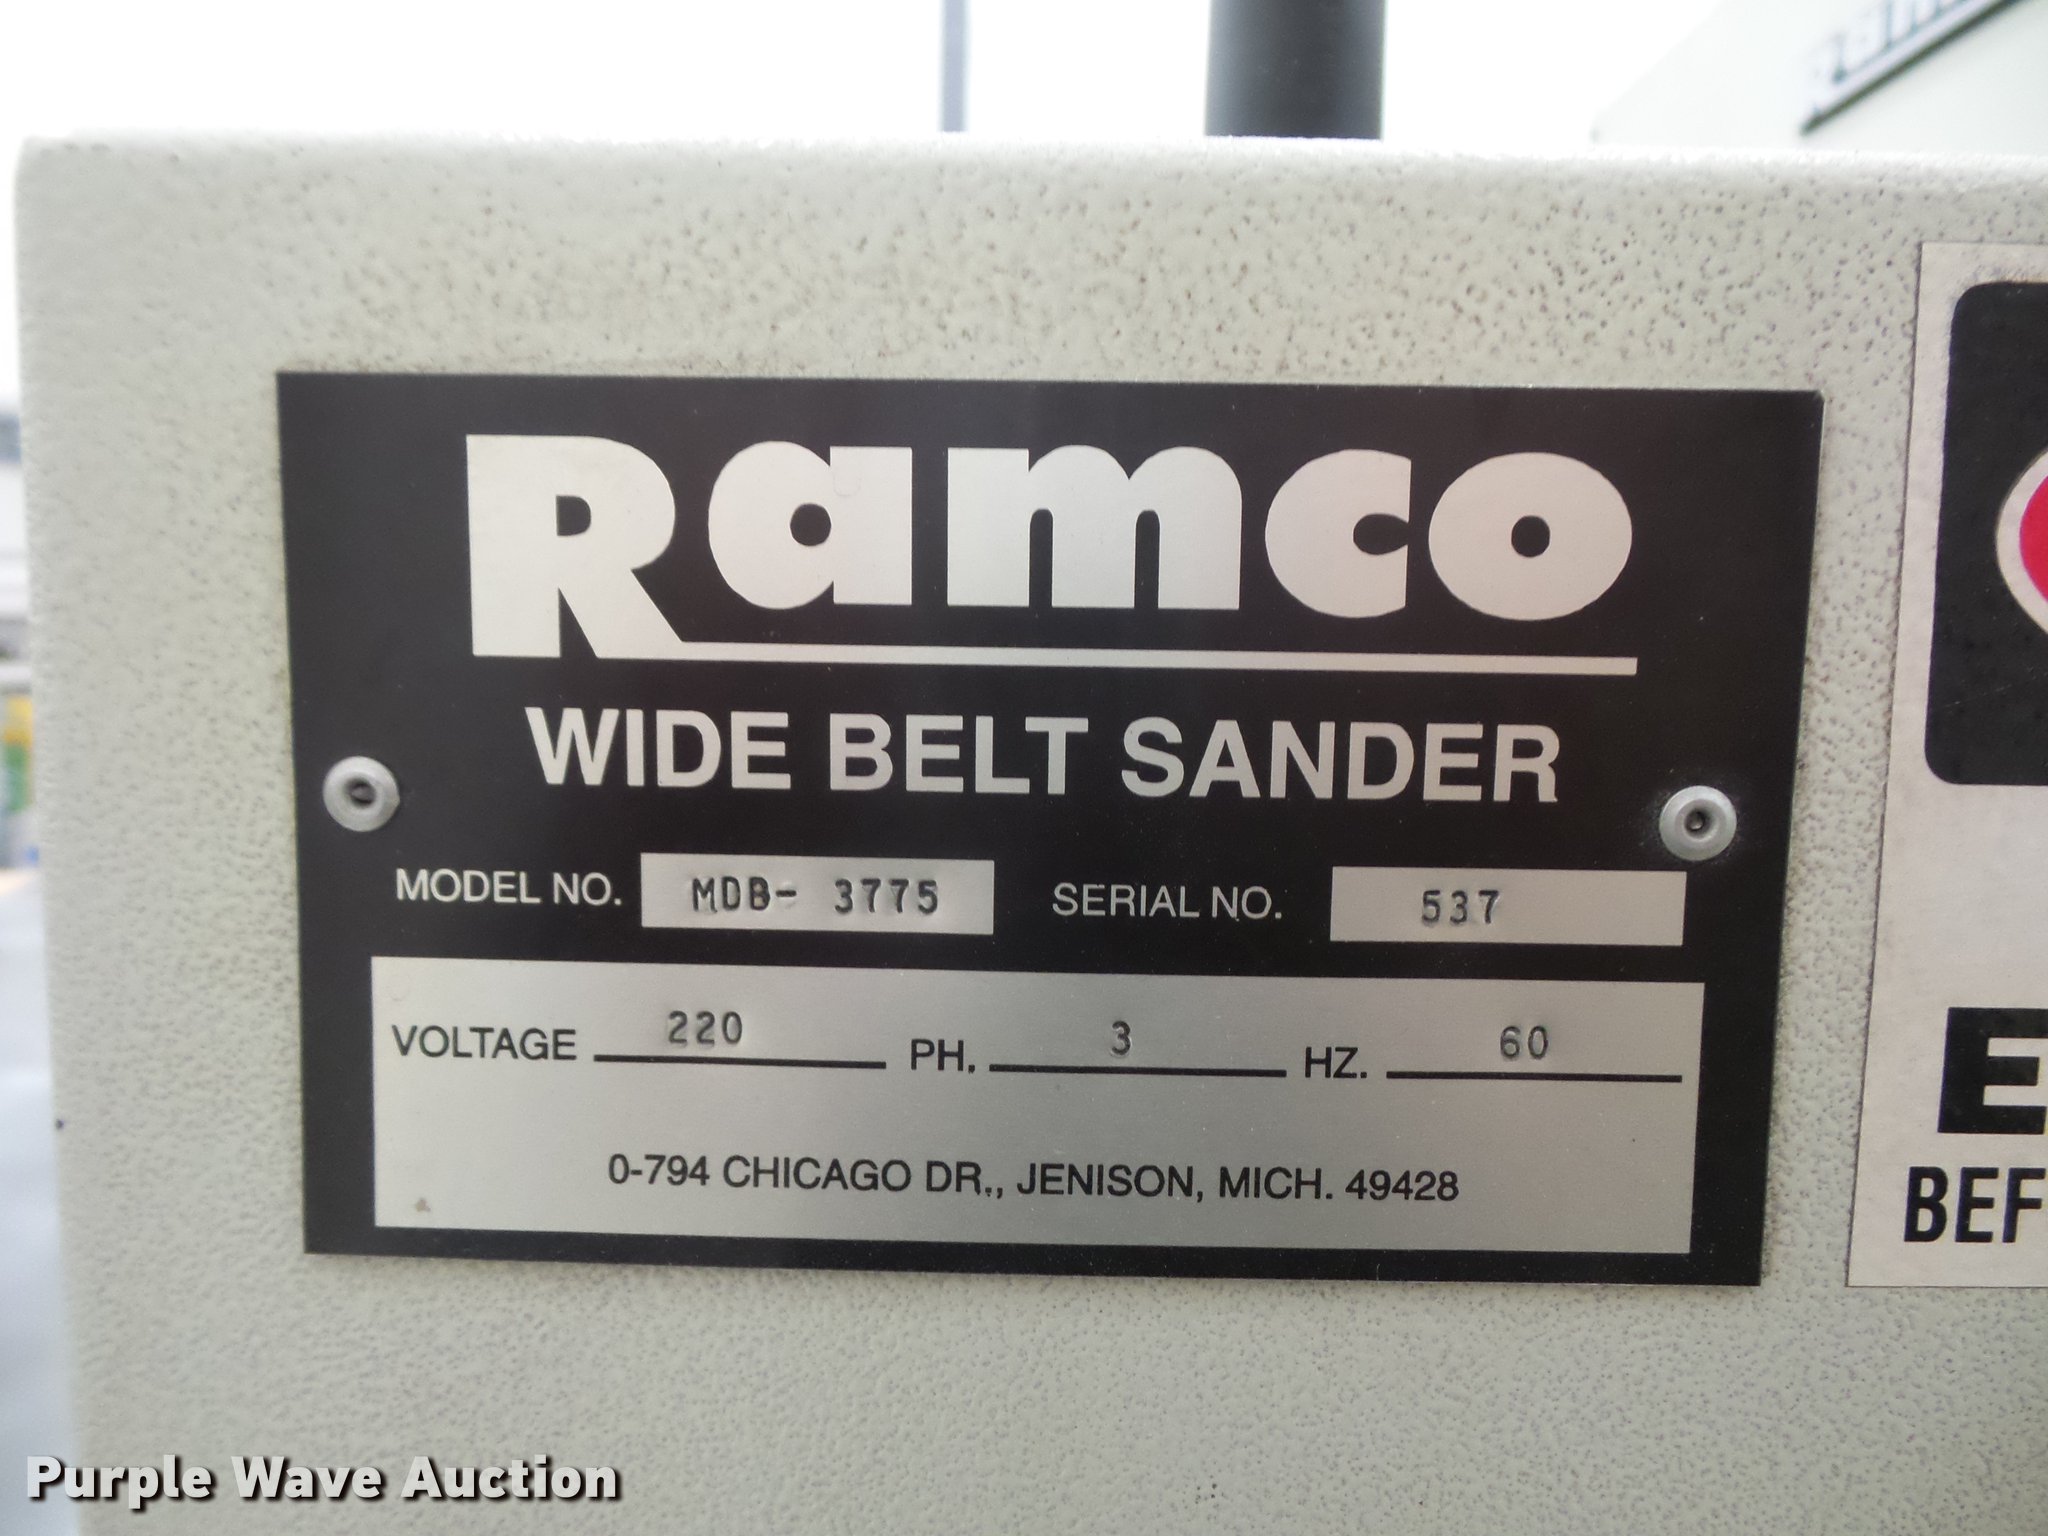 Ramco
WIDE BELT SANDER
MODEL NO. MDB- 3775 SERIAL NO. 537
VOLTAGE 220 PH. 3 HZ. 60
0-794 CHICAGO DR., JENISON, MICH. 49428
E
BEF
Purple Wave Auction